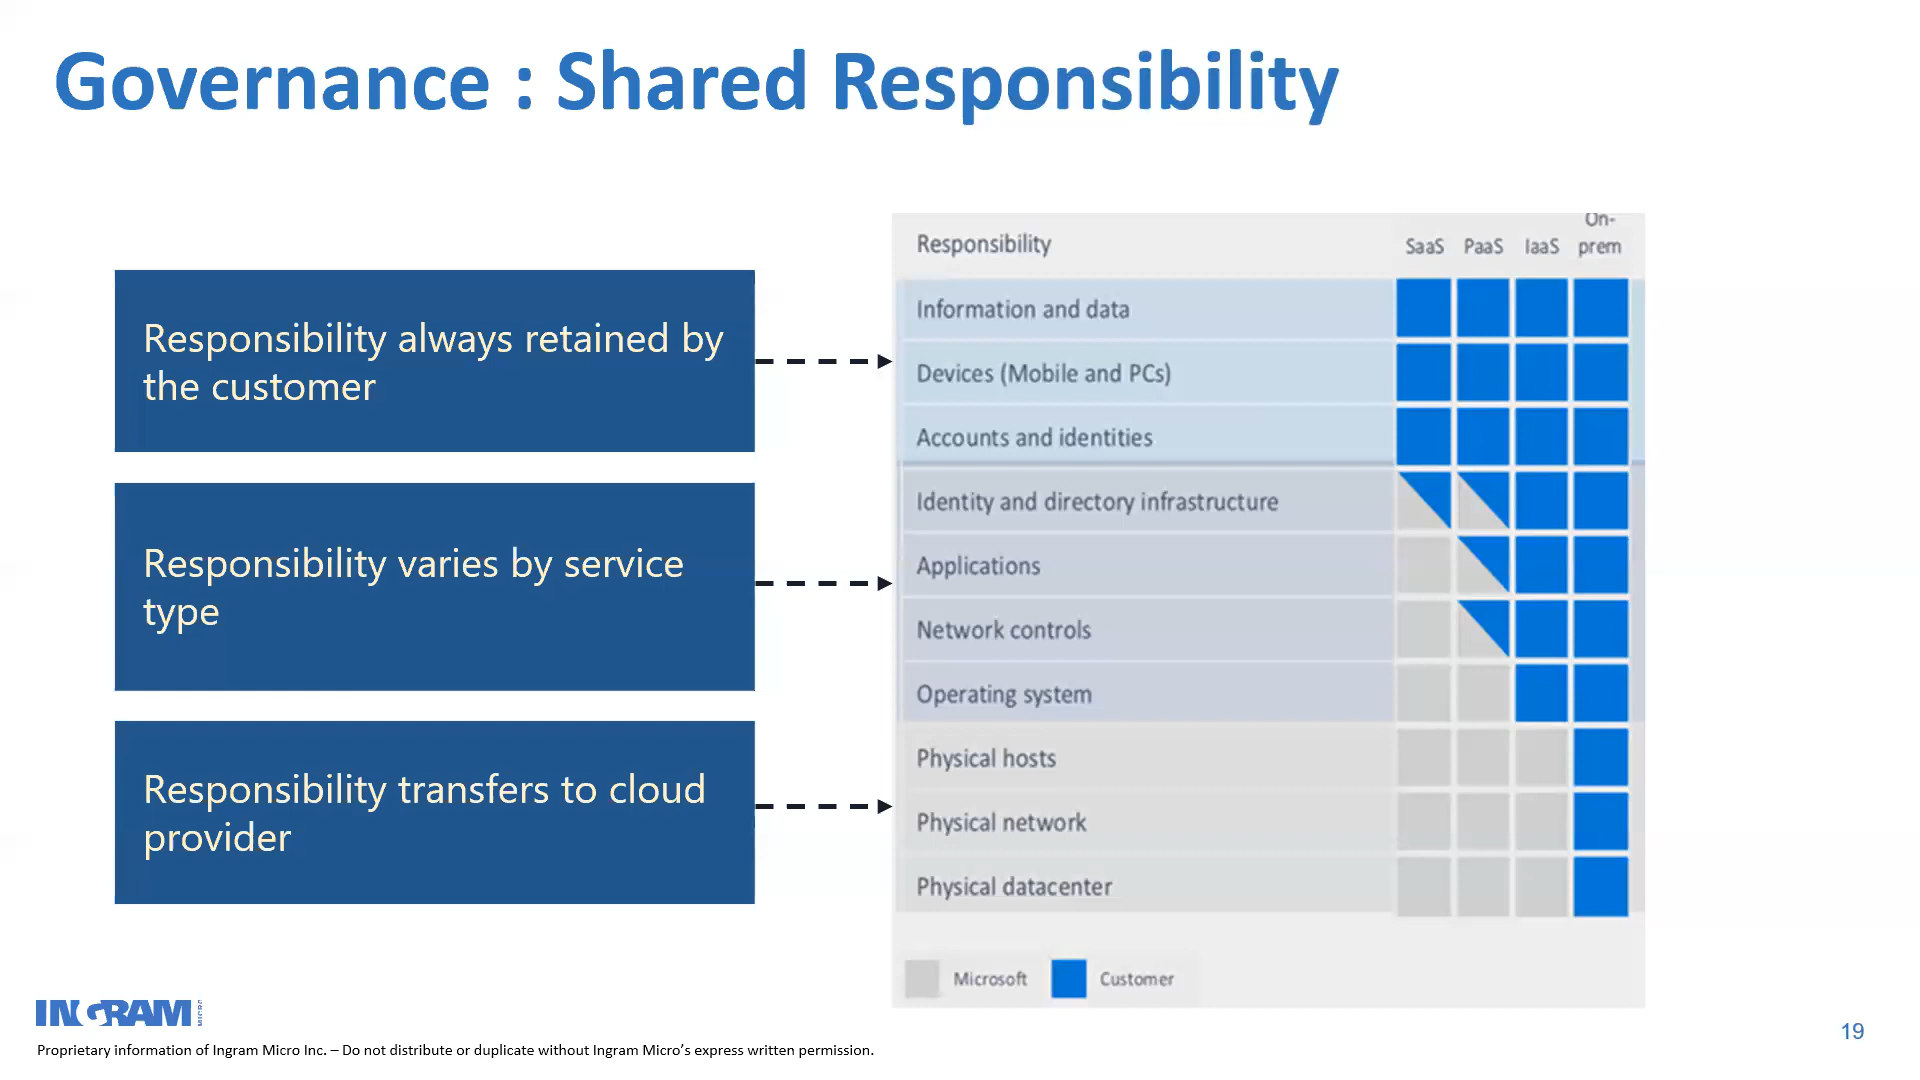 Governance : Shared Responsibility
Responsibility always retained by
the customer
Responsibility varies by service
type
Responsibility transfers to cloud
provider
Responsibility SaaS PaaS IaaS On-
prem
Information and data
Devices (Mobile and PCs)
Accounts and identities
Identity and directory infrastructure
Applications
Network controls
Operating system
Physical hosts
Physical network
Physical datacenter
Microsoft Customer
INGRAM MICRO
Proprietary information of Ingram Micro Inc. – Do not distribute or duplicate without Ingram Micro’s express written permission.
19